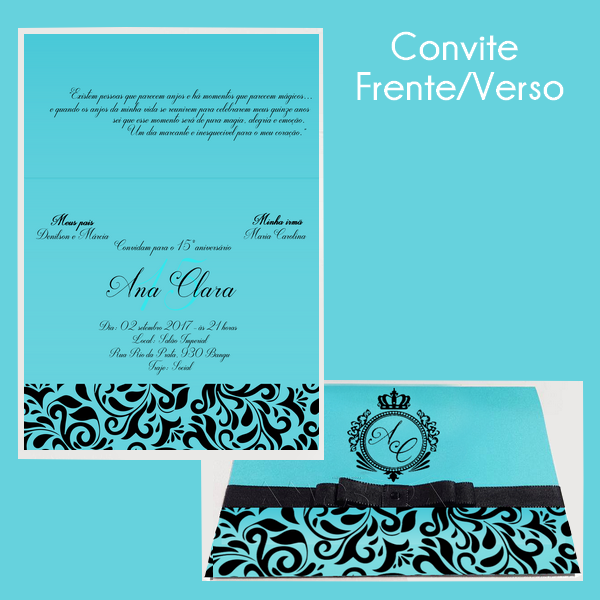 Convite
Frente/Verso
Existem pessoas que parecem anjos e há momentos que parecem mágicos...
e quando os anjos da minha vida se reunirem para celebrarem meus quinze anos
sei que esse momento será de pura magia, alegria e emoção.
Um dia marcante e inesquecível para o meu coração."
Meus pais
Denilson e Márcia
Minha irmã
Maria Carolina
Convidam para o 15º aniversário
Ana Clara
Dia: 02 setembro 2017 - às 21 horas
Local: Salão Imperial
Rua Rio da Prata, 930 Bangu
Traje: Social
AC